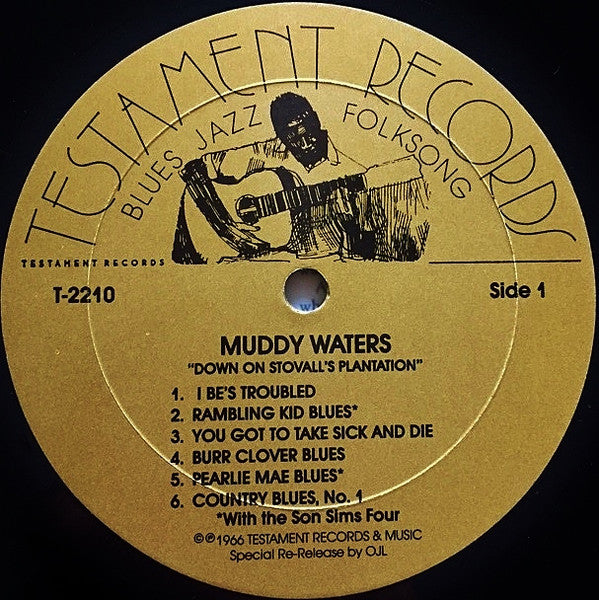 TESTAMENT RECORDS
BLUES JAZZ FOLKSONG
TESTAMENT RECORDS
T-2210
Side 1
MUDDY WATERS
"DOWN ON STOVALL'S PLANTATION"
1. I BE'S TROUBLED
2. RAMBLING KID BLUES*
3. YOU GOT TO TAKE SICK AND DIE
4. BURR CLOVER BLUES
5. PEARLIE MAE BLUES*
6. COUNTRY BLUES, No. 1
*With the Son Sims Four
©℗1966 TESTAMENT RECORDS & MUSIC
Special Re-Release by OJL